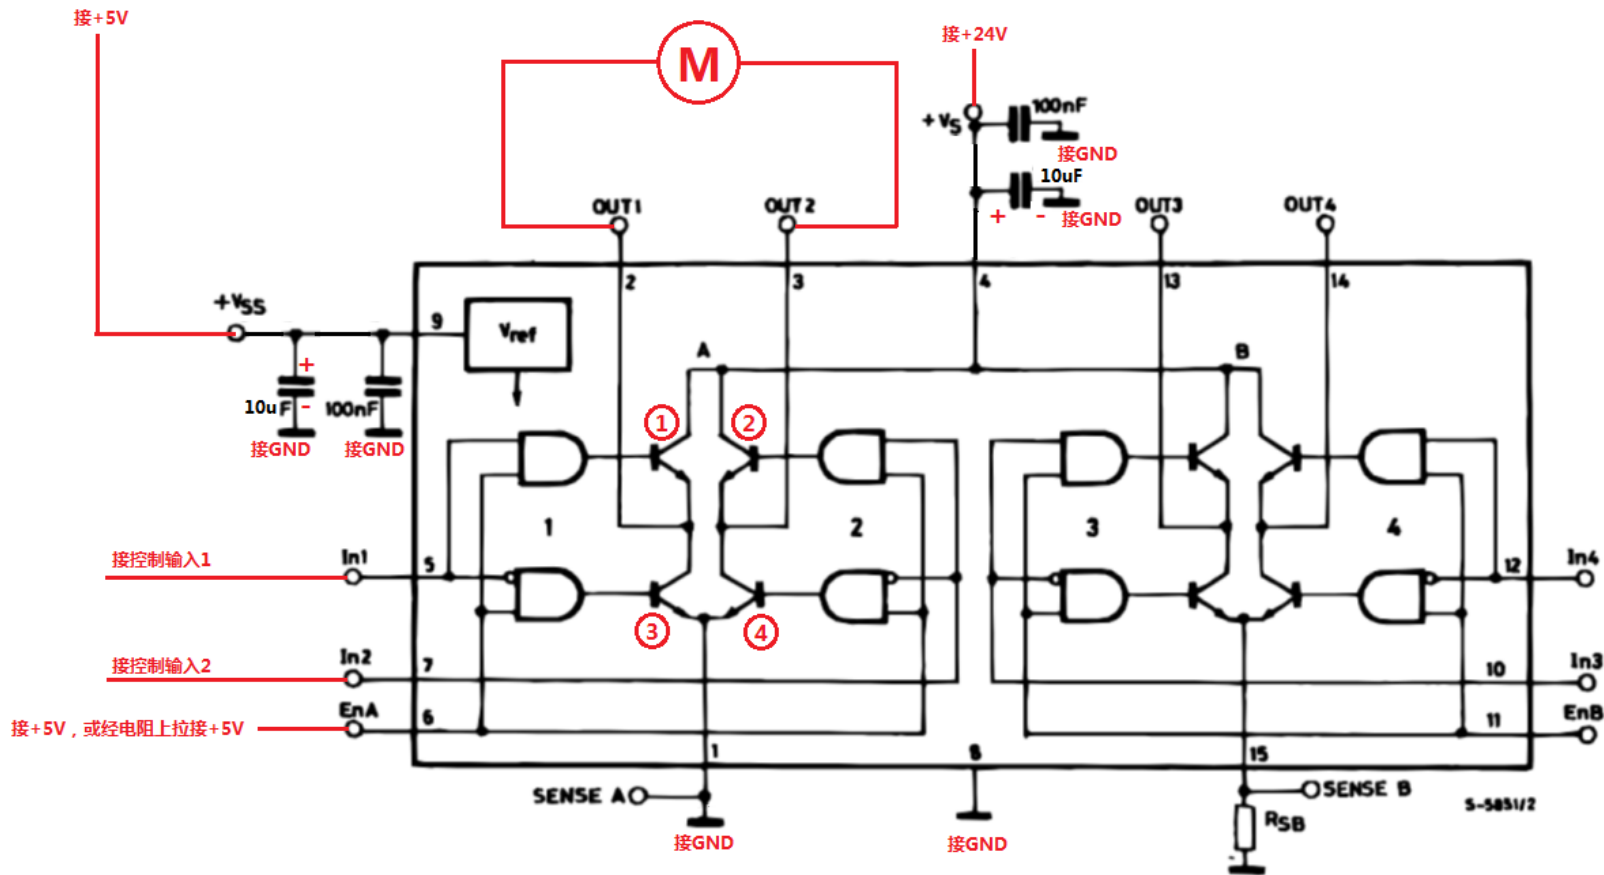 接+5V
M
接+24V
+VS
100nF
接GND
10uF
+ -
接GND
OUT1
OUT2
OUT3
OUT4
2
3
4
13
14
+VSS
9
Vref
A
B
+
10uF
-
100nF
接GND
接GND
①
②
1
2
3
4
接控制输入1
In1
5
12
In4
③
④
接控制输入2
In2
7
10
In3
接+5V，或经电阻上拉接+5V
EnA
6
11
EnB
1
8
15
SENSE A
SENSE B
S-5851/2
RSB
接GND
接GND
-